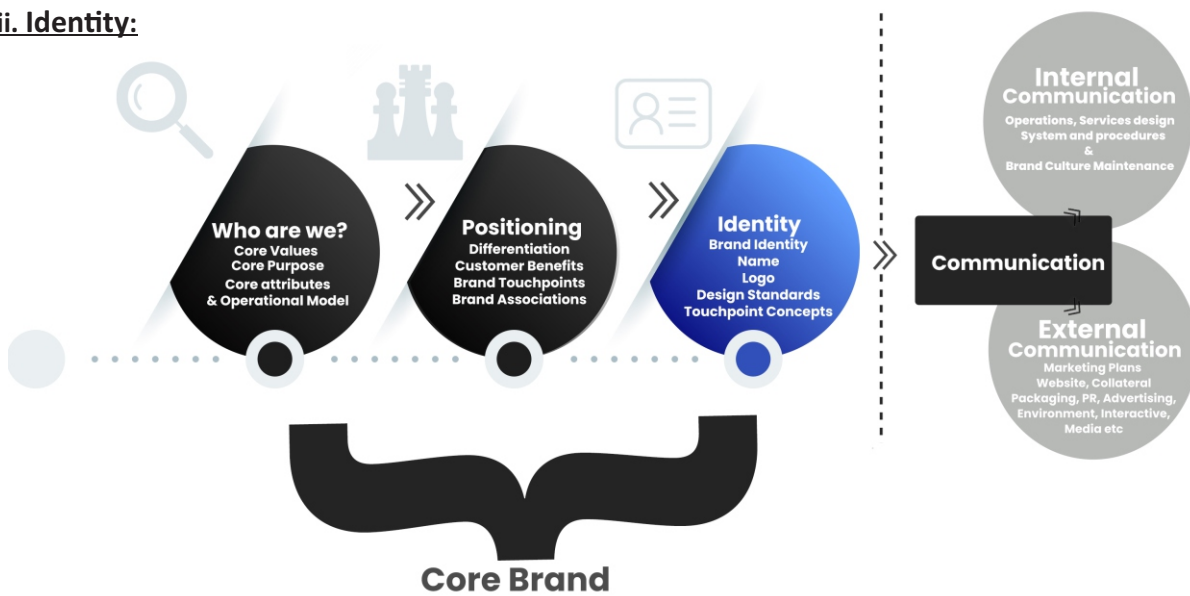 ii. Identity:
Who are we?
Core Values
Core Purpose
Core attributes
& Operational Model
Positioning
Differentiation
Customer Benefits
Brand Touchpoints
Brand Associations
Identity
Brand Identity
Name
Logo
Design Standards
Touchpoint Concepts
Internal
Communication
Operations, Services design
System and procedures
&
Brand Culture Maintenance
Communication
External
Communication
Marketing Plans
Website, Collateral
Packaging, PR, Advertising,
Environment, Interactive,
Media etc
Core Brand